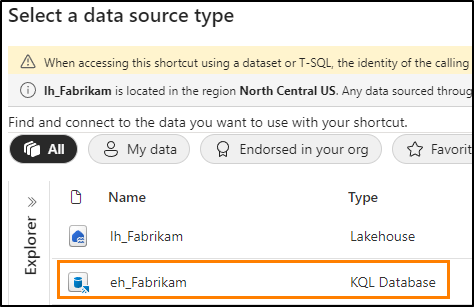 Select a data source type
When accessing this shortcut using a dataset or T-SQL, the identity of the calling
lh_Fabrikam is located in the region North Central US. Any data sourced throug
Find and connect to the data you want to use with your shortcut.
All My data Endorsed in your org Favorit
Explorer
Name Type
lh_Fabrikam Lakehouse
eh_Fabrikam KQL Database